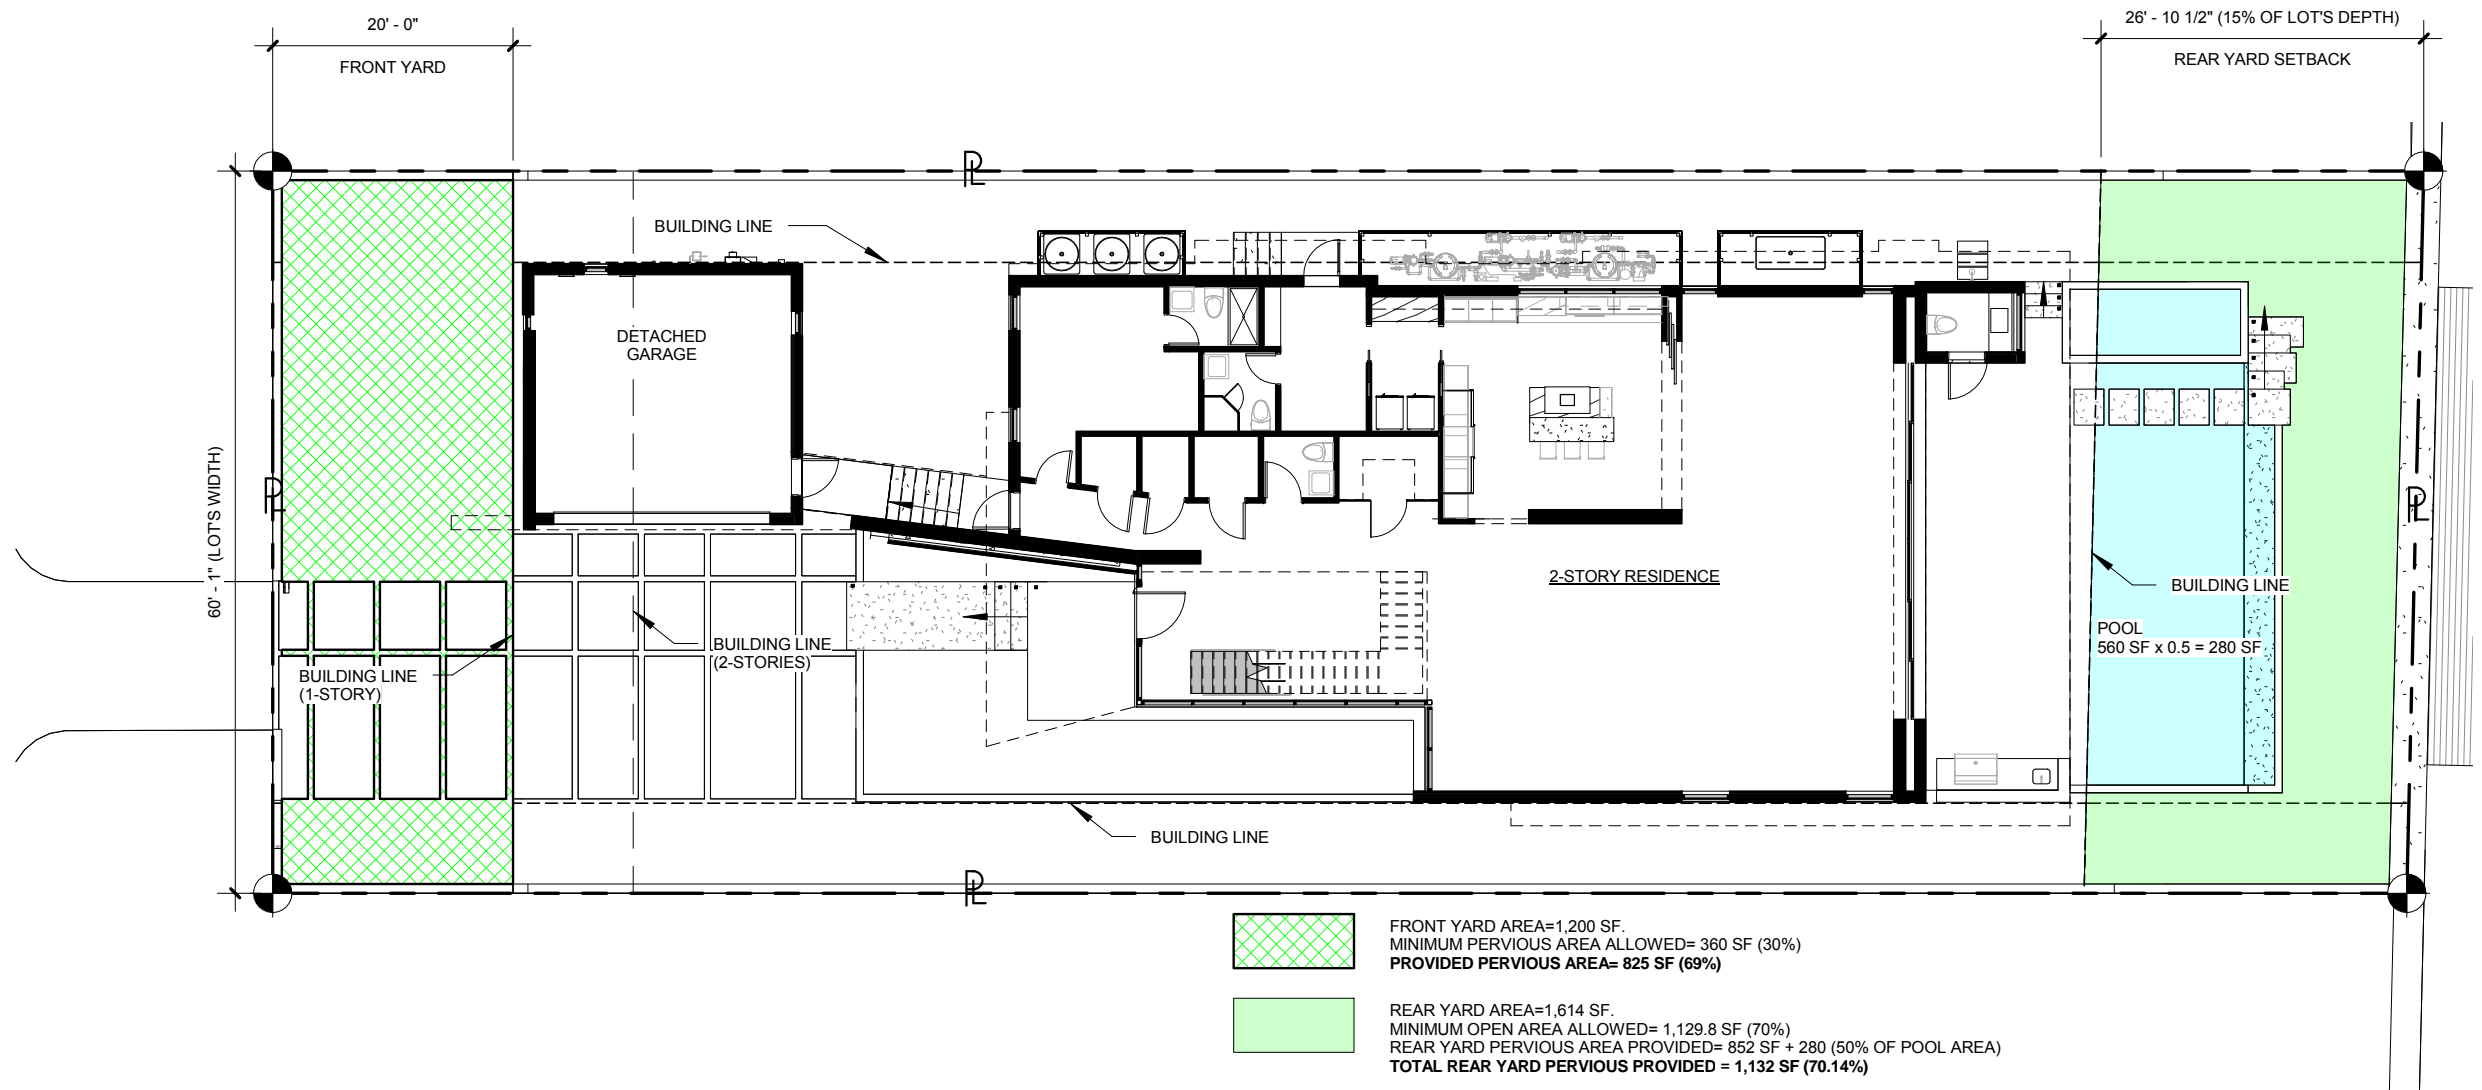 20' - 0"
FRONT YARD
26' - 10 1/2" (15% OF LOT'S DEPTH)
REAR YARD SETBACK
PL
BUILDING LINE
DETACHED
GARAGE
60' - 1" (LOT'S WIDTH)
PL
PL
2-STORY RESIDENCE
BUILDING LINE
POOL
560 SF x 0.5 = 280 SF
BUILDING LINE
(2-STORIES)
BUILDING LINE
(1-STORY)
BUILDING LINE
PL
FRONT YARD AREA=1,200 SF.
MINIMUM PERVIOUS AREA ALLOWED= 360 SF (30%)
PROVIDED PERVIOUS AREA= 825 SF (69%)
REAR YARD AREA=1,614 SF.
MINIMUM OPEN AREA ALLOWED= 1,129.8 SF (70%)
REAR YARD PERVIOUS AREA PROVIDED= 852 SF + 280 (50% OF POOL AREA)
TOTAL REAR YARD PERVIOUS PROVIDED = 1,132 SF (70.14%)